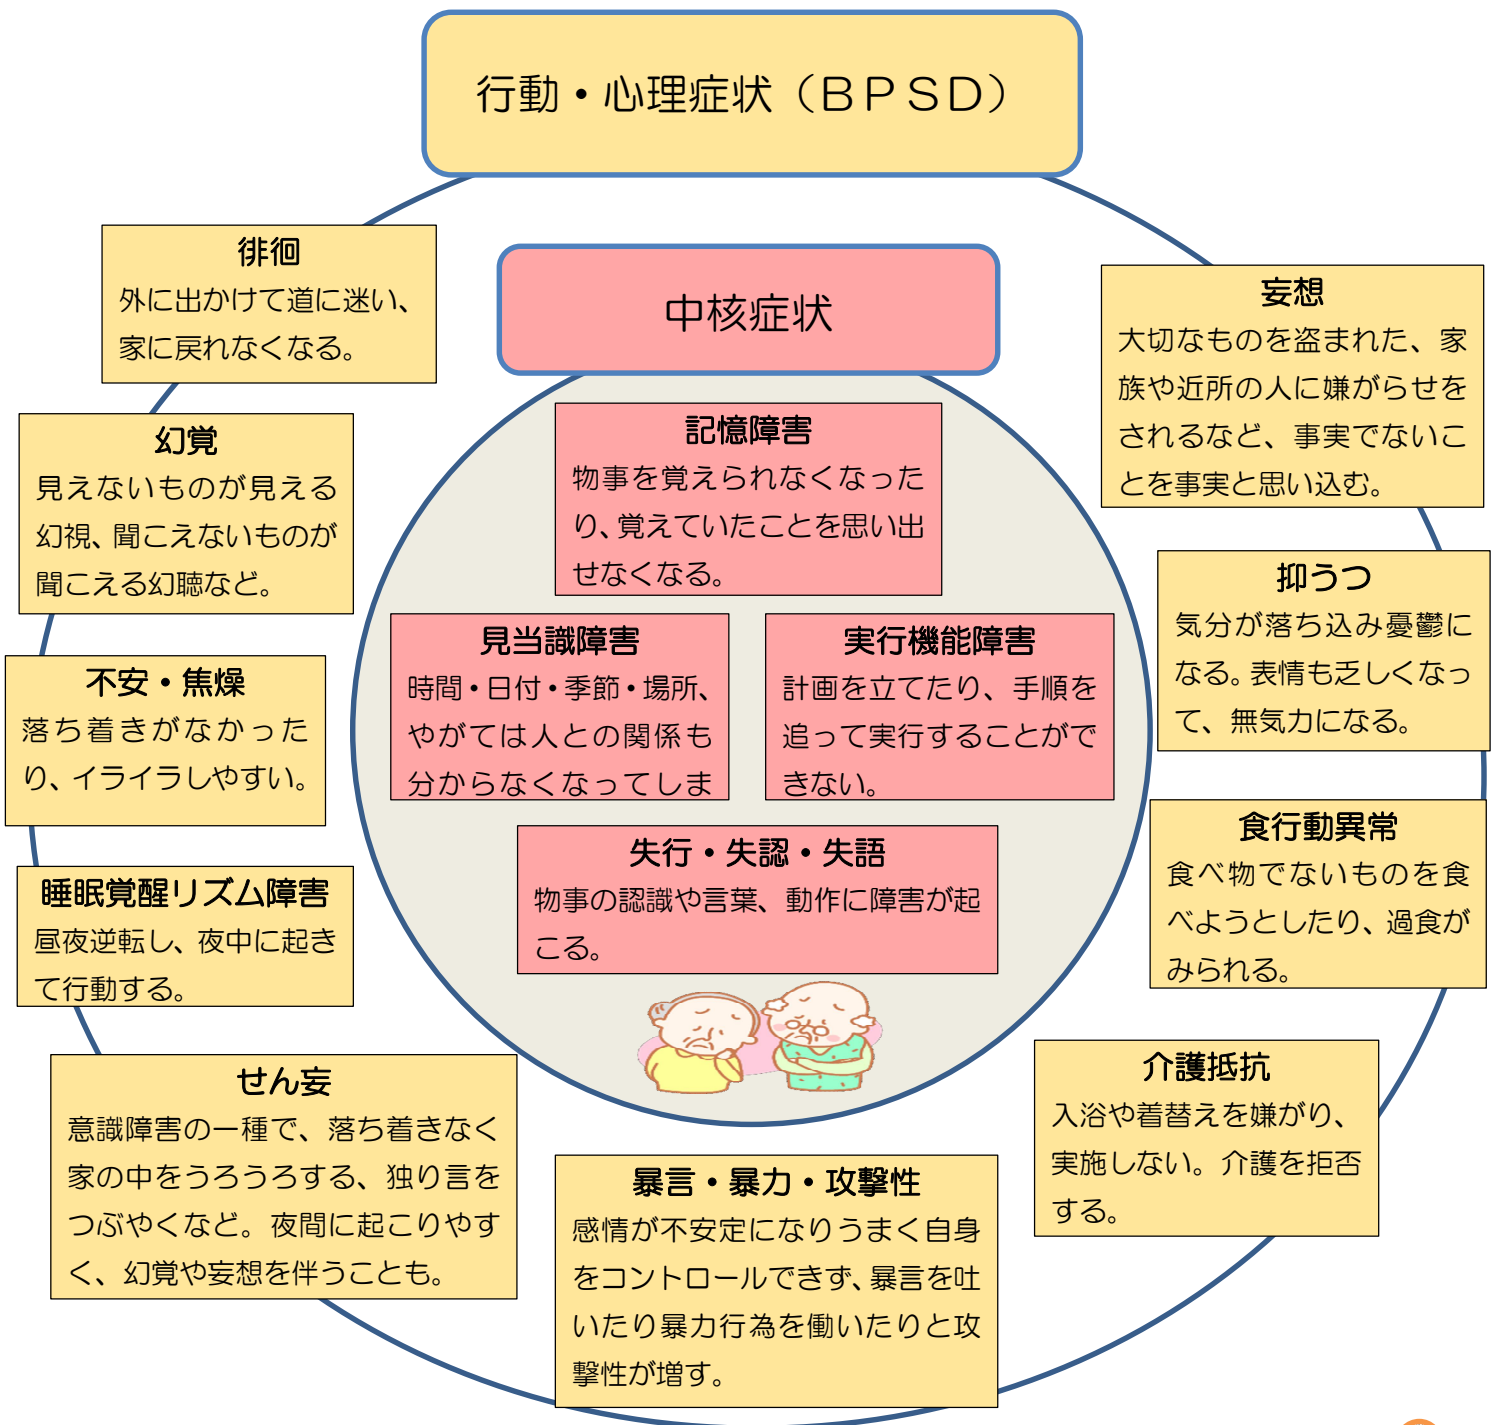 行動・心理症状（ＢＰＳＤ）
徘徊
外に出かけて道に迷い、
家に戻れなくなる。
中核症状
妄想
大切なものを盗まれた、家
族や近所の人に嫌がらせを
されるなど、事実でないこ
とを事実と思い込む。
幻覚
見えないものが見える
幻視、聞こえないものが
聞こえる幻聴など。
記憶障害
物事を覚えられなくなった
り、覚えていたことを思い出
せなくなる。
抑うつ
気分が落ち込み憂鬱に
なる。表情も乏しくなっ
て、無気力になる。
見当識障害
時間・日付・季節・場所、
やがては人との関係も
分からなくなってしま
実行機能障害
計画を立てたり、手順を
追って実行することがで
きない。
不安・焦燥
落ち着きがなかった
り、イライラしやすい。
食行動異常
食べ物でないものを食
べようとしたり、過食が
みられる。
失行・失認・失語
物事の認識や言葉、動作に障害が起
こる。
睡眠覚醒リズム障害
昼夜逆転し、夜中に起き
て行動する。
せん妄
意識障害の一種で、落ち着きなく
家の中をうろうろする、独り言を
つぶやくなど。夜間に起こりやす
く、幻覚や妄想を伴うことも。
介護抵抗
入浴や着替えを嫌がり、
実施しない。介護を拒否
する。
暴言・暴力・攻撃性
感情が不安定になりうまく自身
をコントロールできず、暴言を吐
いたり暴力行為を働いたりと攻
撃性が増す。